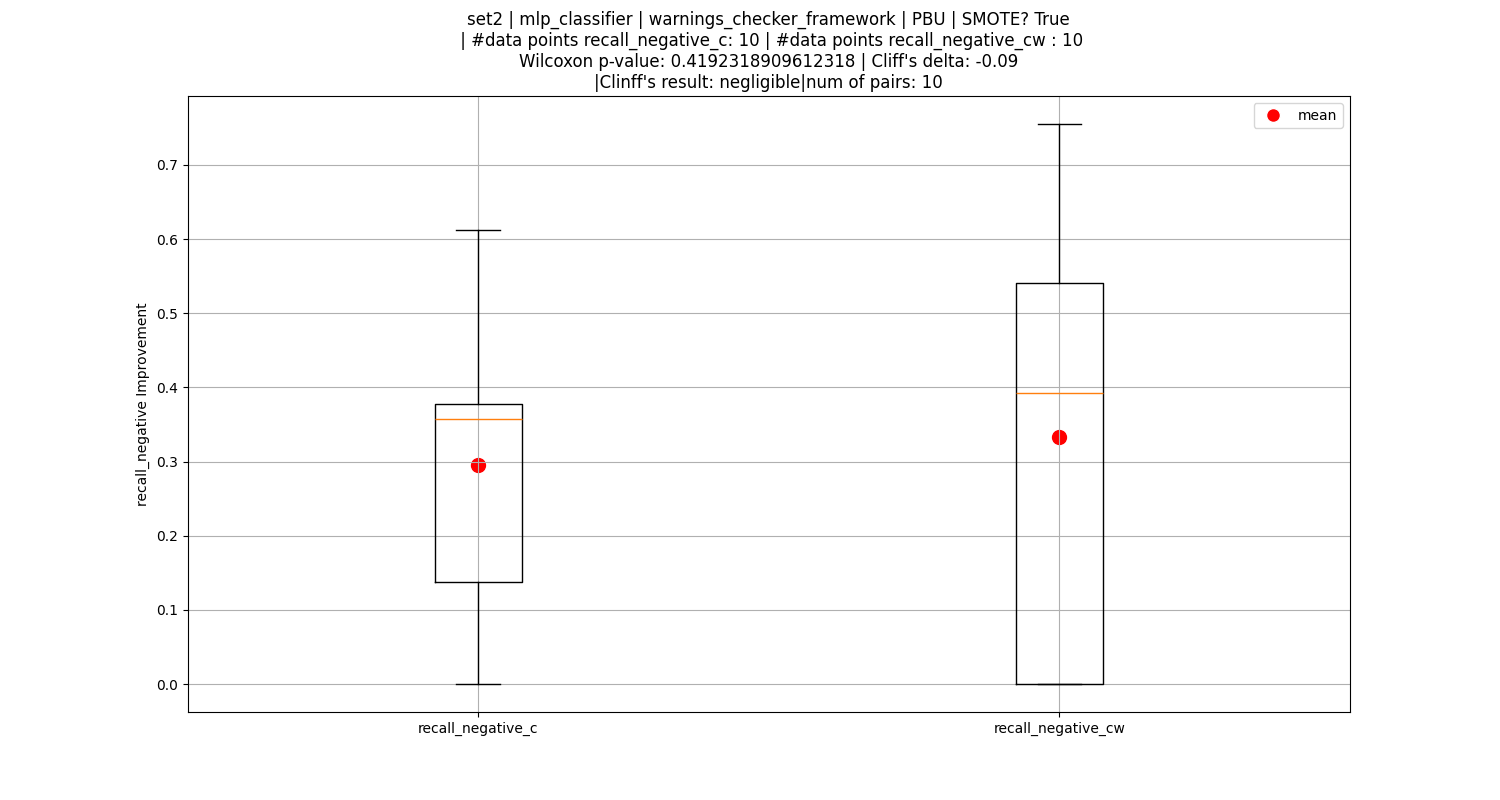 set2 | mlp_classifier | warnings_checker_framework | PBU | SMOTE? True
| #data points recall_negative_c: 10 | #data points recall_negative_cw : 10
Wilcoxon p-value: 0.4192318909612318 | Cliff's delta: -0.09
|Clinff's result: negligible|num of pairs: 10
mean
0.7
0.6
0.5
0.4
0.3
0.2
0.1
0.0
recall_negative Improvement
recall_negative_c
recall_negative_cw